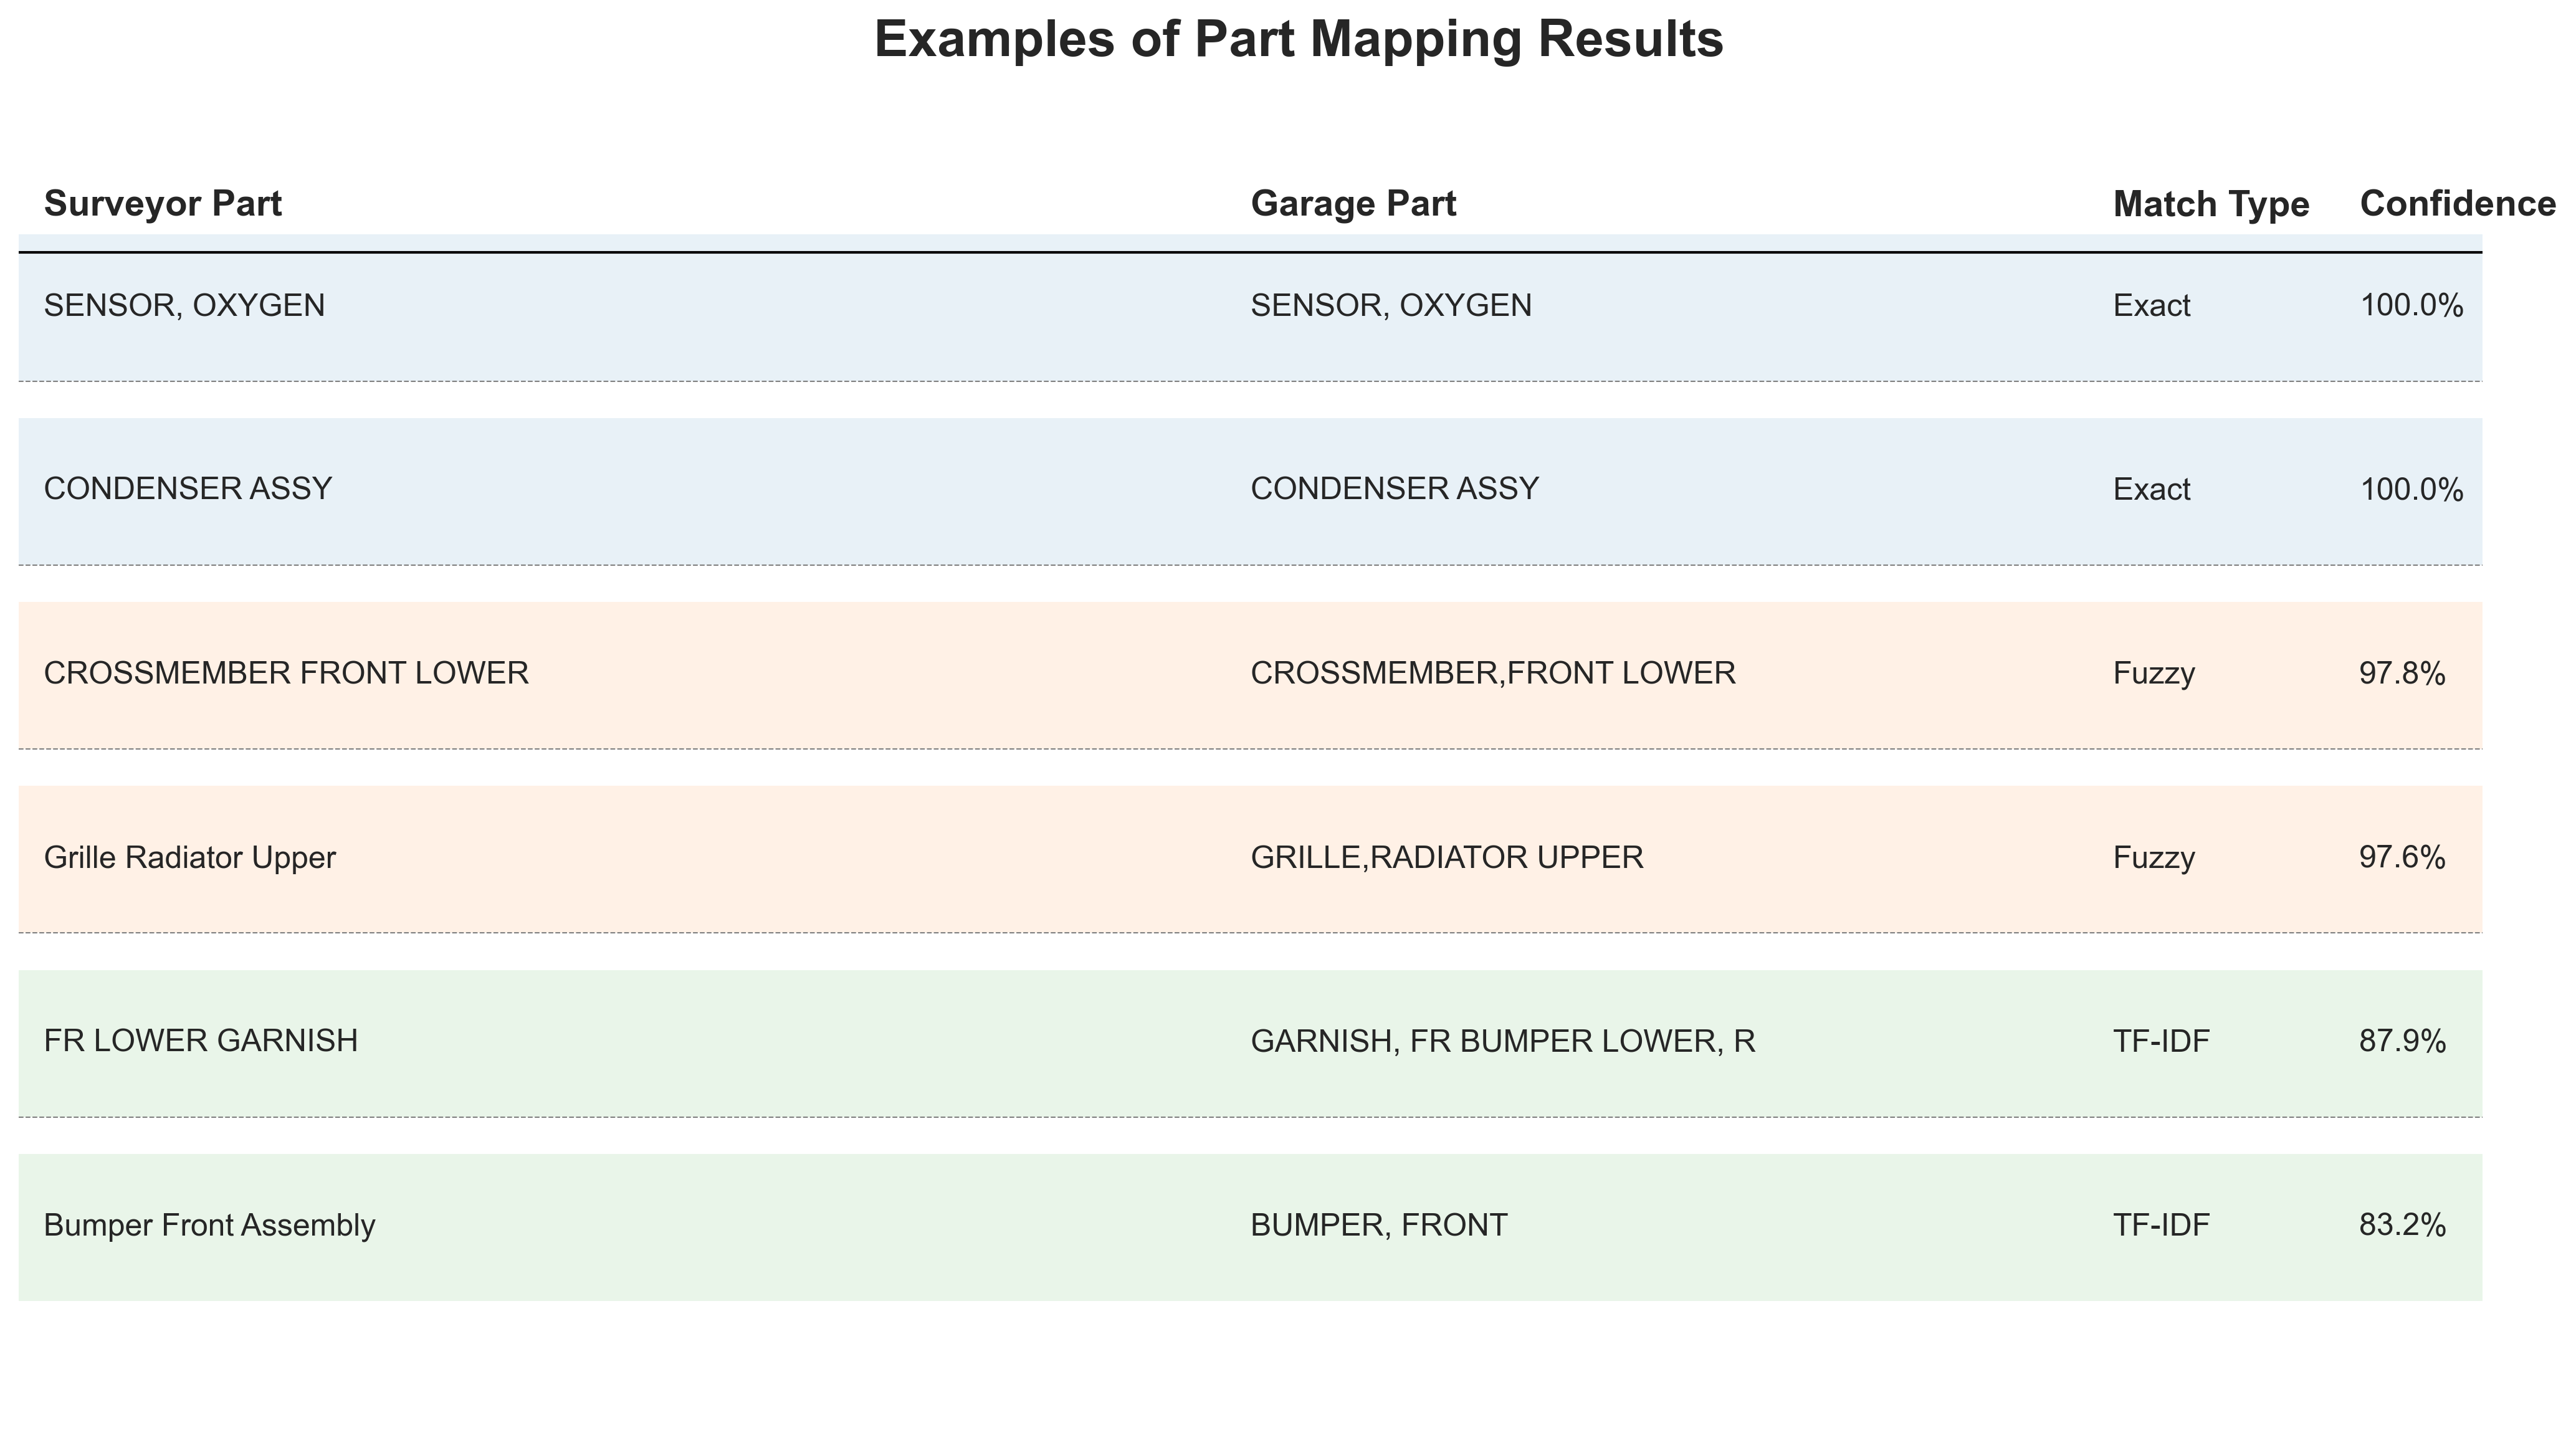 Examples of Part Mapping Results
Surveyor Part Garage Part Match Type Confidence
SENSOR, OXYGEN SENSOR, OXYGEN Exact 100.0%
CONDENSER ASSY CONDENSER ASSY Exact 100.0%
CROSSMEMBER FRONT LOWER CROSSMEMBER,FRONT LOWER Fuzzy 97.8%
Grille Radiator Upper GRILLE,RADIATOR UPPER Fuzzy 97.6%
FR LOWER GARNISH GARNISH, FR BUMPER LOWER, R TF-IDF 87.9%
Bumper Front Assembly BUMPER, FRONT TF-IDF 83.2%